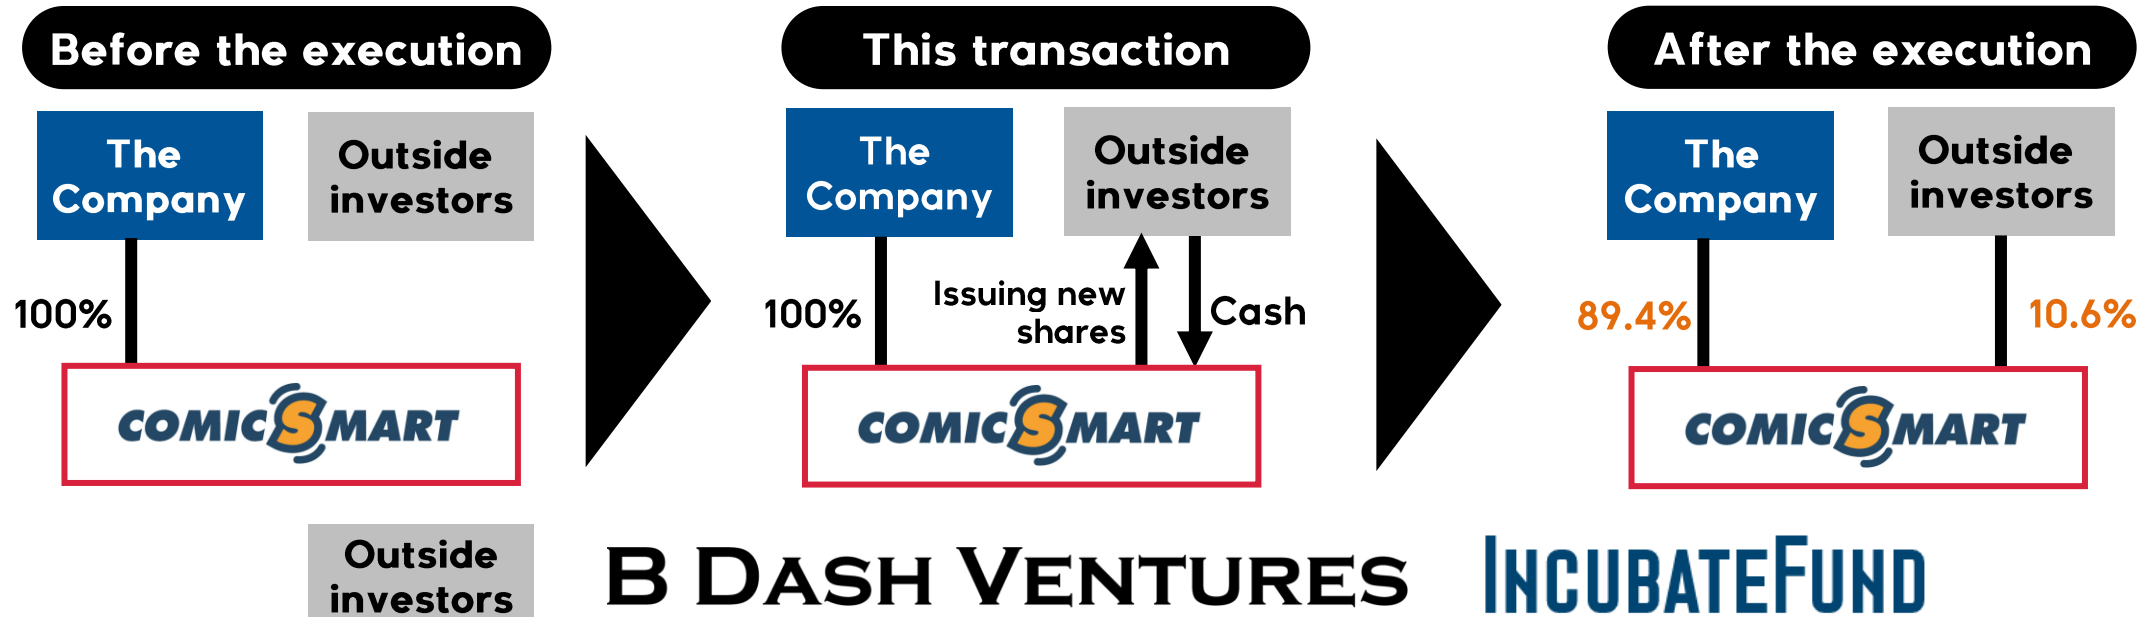 Before the execution
The
Company
Outside
investors
100%
COMICSMART
This transaction
The
Company
Outside
investors
100%
Issuing new
shares
Cash
COMICSMART
After the execution
The
Company
Outside
investors
89.4%
10.6%
COMICSMART
Outside
investors
B DASH VENTURES
INCUBATEFUND